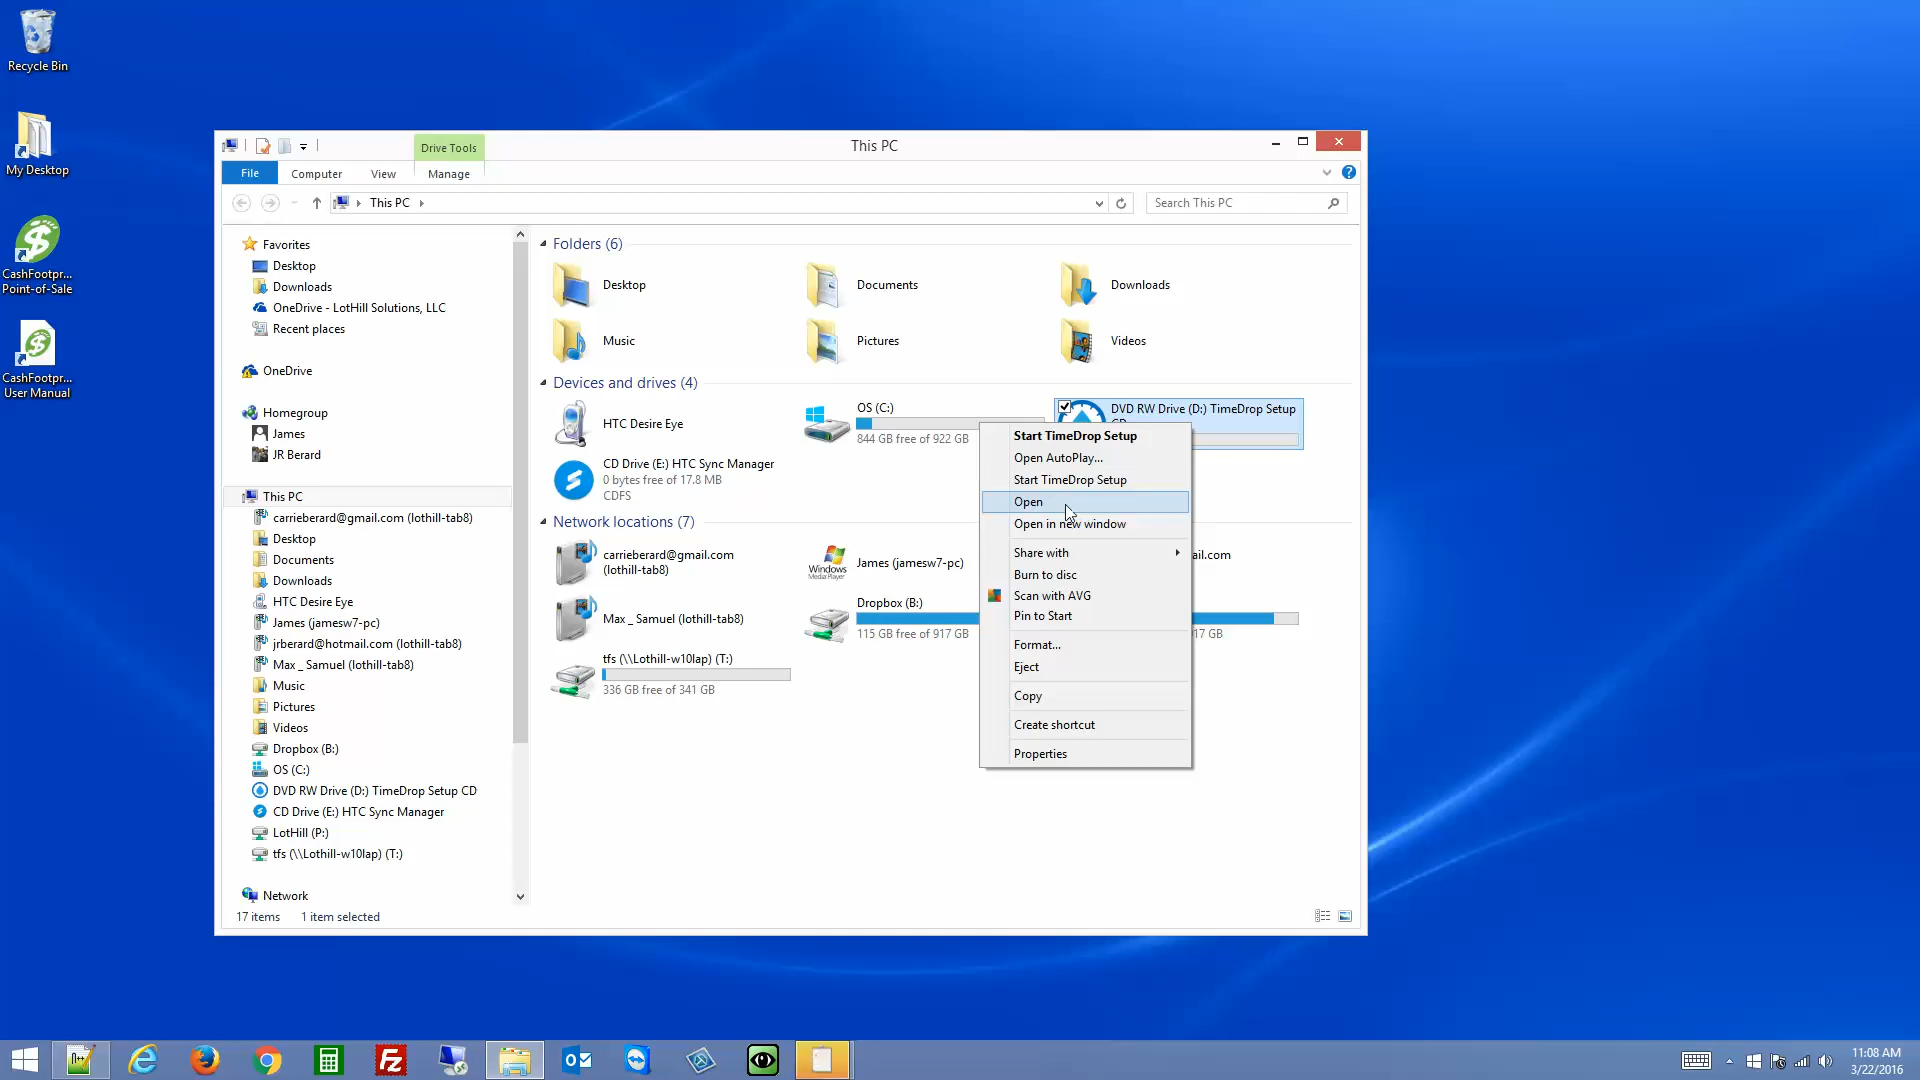 Recycle Bin
My Desktop
CashFootpr...
Point-of-Sale
CashFootpr...
User Manual
Drive Tools
This PC
File
Computer
View
Manage
This PC
Search This PC
Favorites
Desktop
Downloads
OneDrive - LotHill Solutions, LLC
Recent places
OneDrive
Homegroup
James
JR Berard
This PC
carrieberard@gmail.com (lothill-tab8)
Desktop
Documents
Downloads
HTC Desire Eye
James (jamesw7-pc)
jrberard@hotmail.com (lothill-tab8)
Max _ Samuel (lothill-tab8)
Music
Pictures
Videos
Dropbox (B:)
OS (C:)
DVD RW Drive (D:) TimeDrop Setup CD
CD Drive (E:) HTC Sync Manager
LotHill (P:)
tfs (\\Lothill-w10lap) (T:)
Network
Folders (6)
Desktop
Documents
Downloads
Music
Pictures
Videos
Devices and drives (4)
HTC Desire Eye
OS (C:)
844 GB free of 922 GB
DVD RW Drive (D:) TimeDrop Setup
CD Drive (E:) HTC Sync Manager
0 bytes free of 17.8 MB
CDFS
Network locations (7)
carrieberard@gmail.com
(lothill-tab8)
Windows
Media Player
James (jamesw7-pc)
ail.com
Max _ Samuel (lothill-tab8)
Dropbox (B:)
115 GB free of 917 GB
17 GB
tfs (\\Lothill-w10lap) (T:)
336 GB free of 341 GB
Start TimeDrop Setup
Open AutoPlay...
Start TimeDrop Setup
Open
Open in new window
Share with
Burn to disc
Scan with AVG
Pin to Start
Format...
Eject
Copy
Create shortcut
Properties
17 items
1 item selected
11:08 AM
3/22/2016